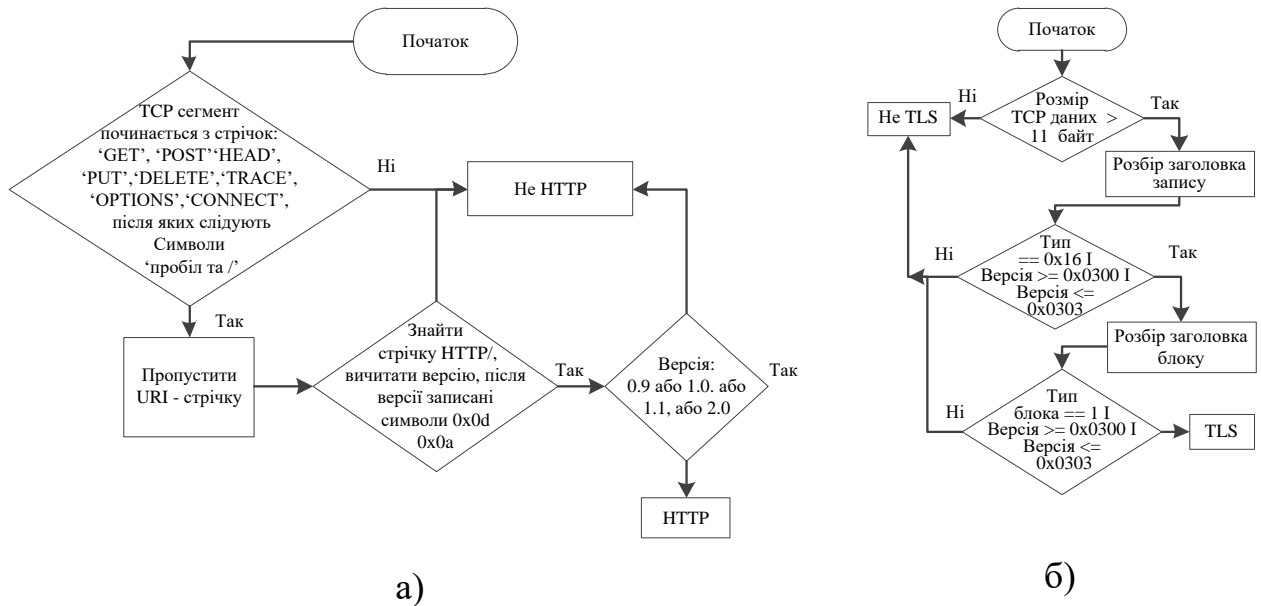 Початок
TCP сегмент
починається з стрічок:
‘GET’, ‘POST’‘HEAD’,
‘PUT’,‘DELETE’,‘TRACE’,
‘OPTIONS’,‘CONNECT’,
після яких слідують
Символи
‘пробіл та /’
Ні
Не HTTP
Так
Пропустити
URI - стрічку
Знайти
стрічку HTTP/,
вичитати версію, після
версії записані
символи 0x0d
0x0a
Так
Версія:
0.9 або 1.0. або
1.1, або 2.0
Так
HTTP
а)
Початок
Ні
Розмір
TCP даних >
11 байт
Так
Не TLS
Розбір заголовка
запису
Ні
Тип
== 0x16 І
Версія >= 0x0300 І
Версія <=
0x0303
Так
Розбір заголовка
блоку
Ні
Тип
блока == 1 І
Версія >= 0x0300 І
Версія <=
0x0303
TLS
б)